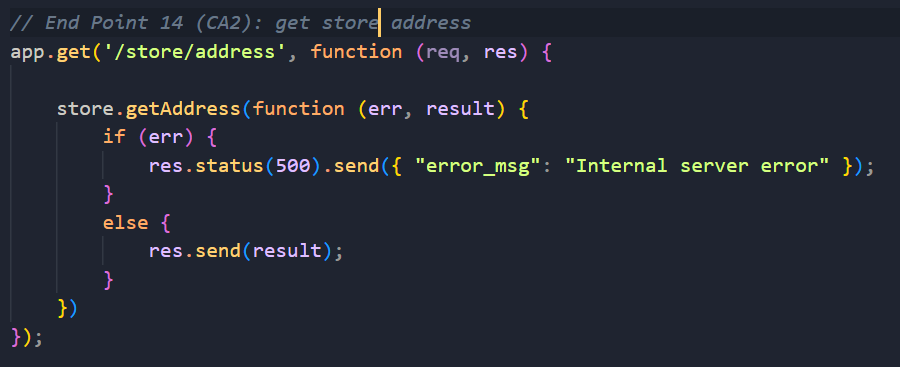 // End Point 14 (CA2): get store address
app.get('/store/address', function (req, res) {
store.getAddress(function (err, result) {
if (err) {
res.status(500).send({ "error_msg": "Internal server error" });
}
else {
res.send(result);
}
})
});